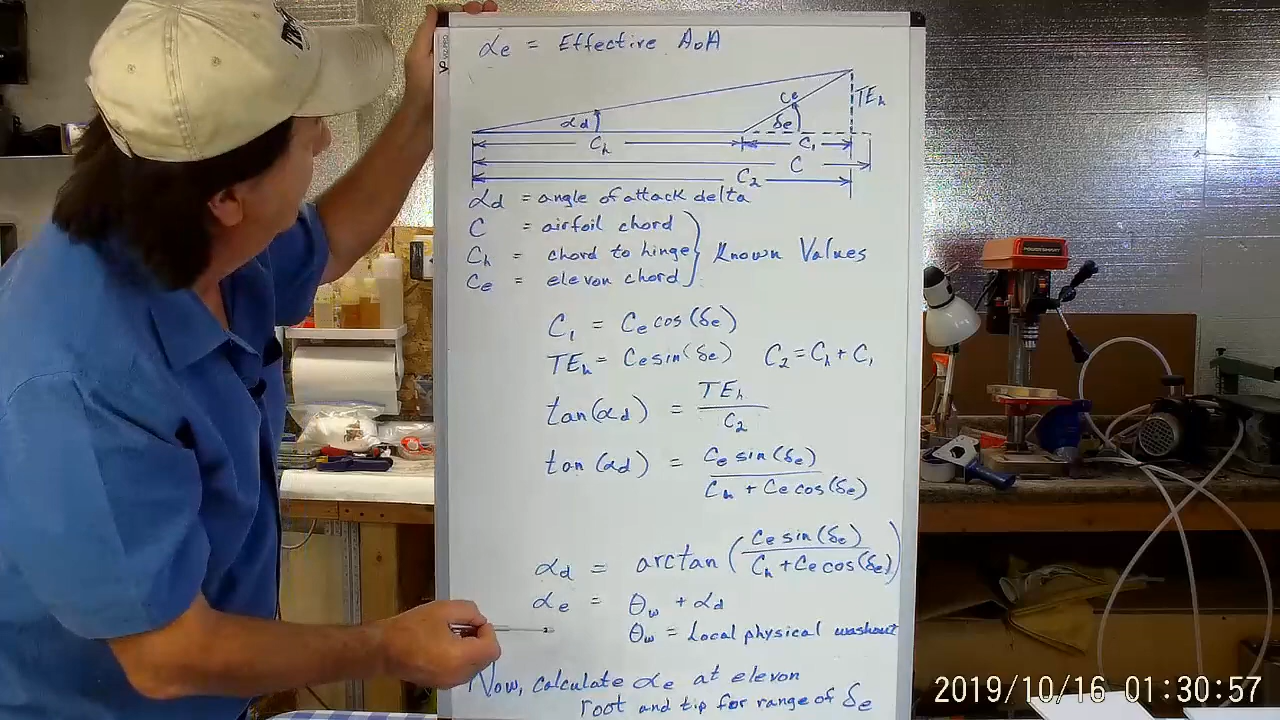 αe = Effective AoA
Ce
TEh
αd
δe
Ch
C1
C
C2
αd = angle of attack delta
C = airfoil chord
Ch = chord to hinge } Known Values
Ce = elevon chord
C1 = Ce cos(δe)
TEh = Ce sin(δe) C2 = Ch + C1
tan(αd) = TEh / C2
tan(αd) = Ce sin(δe) / Ch + Ce cos(δe)
αd = arctan (Ce sin(δe) / Ch + Ce cos(δe))
αe = θw + αd
θw = Local physical washout
Now, calculate αe at elevon
root and tip for range of δe
2019/10/16 01:30:57